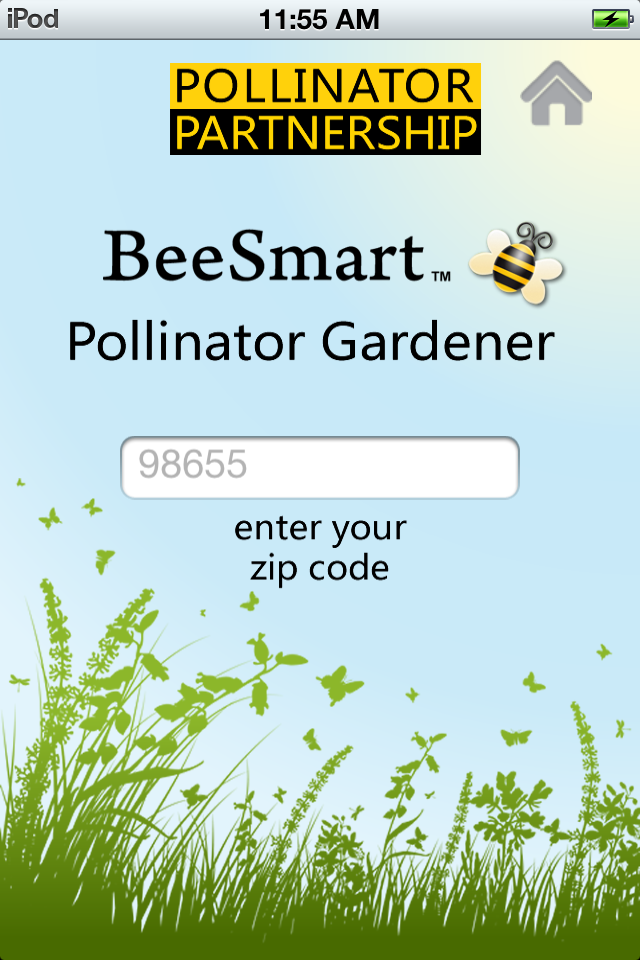 iPod 11:55 AM
POLLINATOR
PARTNERSHIP
BeeSmart™
Pollinator Gardener
98655
enter your
zip code